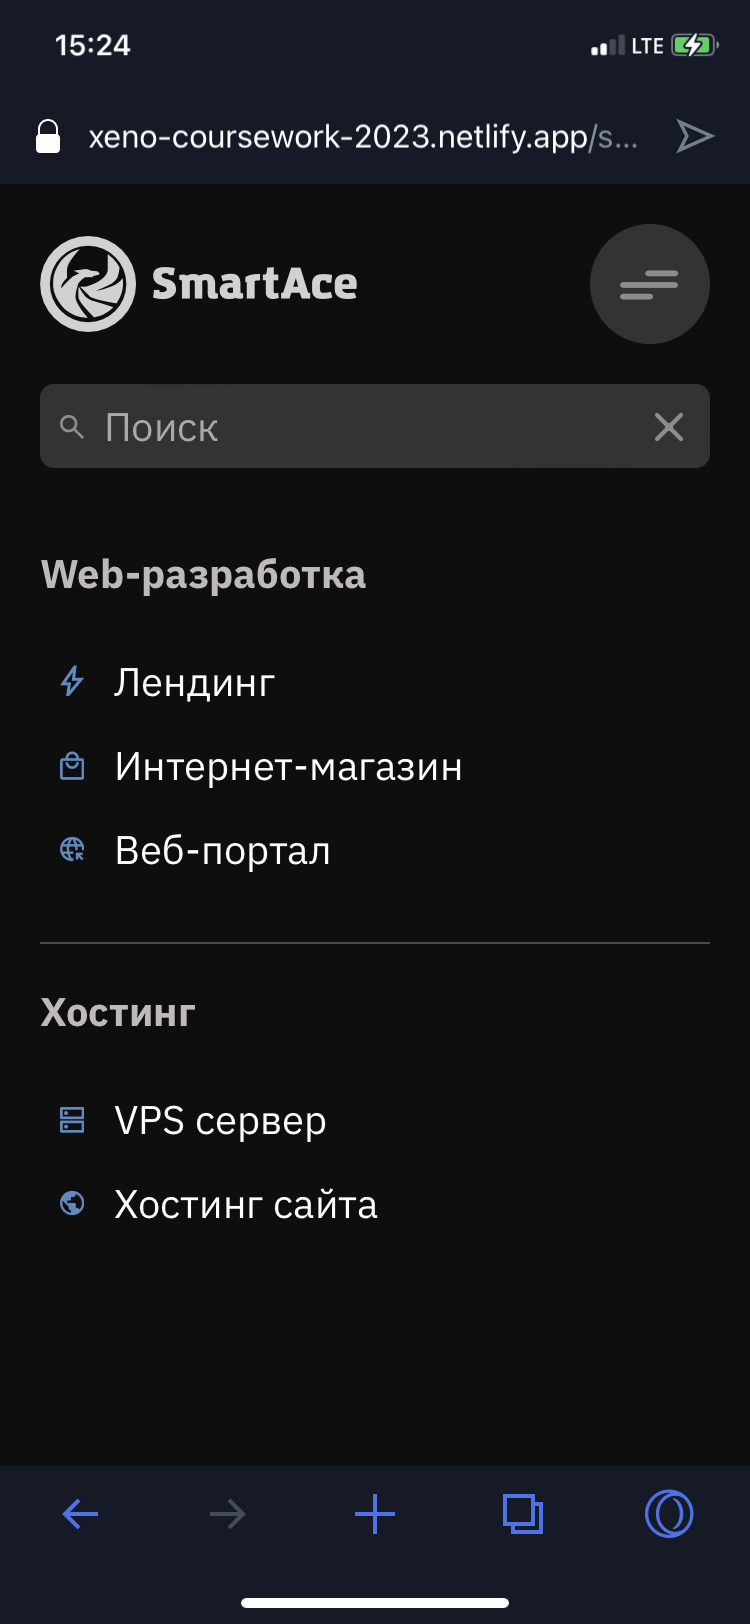 15:24
LTE
xeno-coursework-2023.netlify.app/s...
SmartAce
Поиск
Web-разработка
Лендинг
Интернет-магазин
Веб-портал
Хостинг
VPS сервер
Хостинг сайта